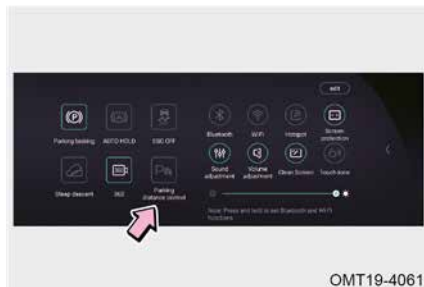 edit
Parking braking
AUTO HOLD
ESC OFF
Bluetooth
WIFI
Hotspot
Screen
protection
Steep descent
360
Parking
distance control
Sound
adjustment
Volume
adjustment
Clean Screen
Touch tone
Note: Press and hold to set Bluetooth and WI-FI
functions
OMT19-4061